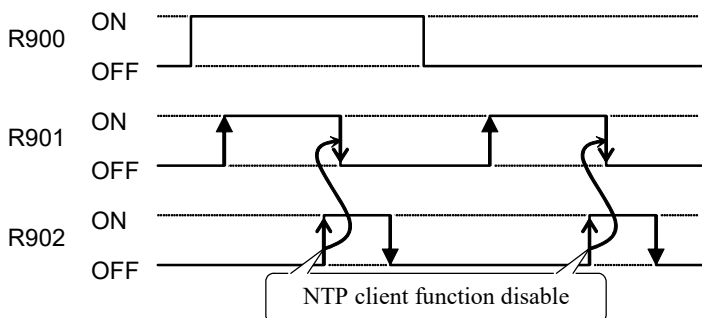 ON
R900
OFF
ON
R901
OFF
ON
R902
OFF
NTP client function disable